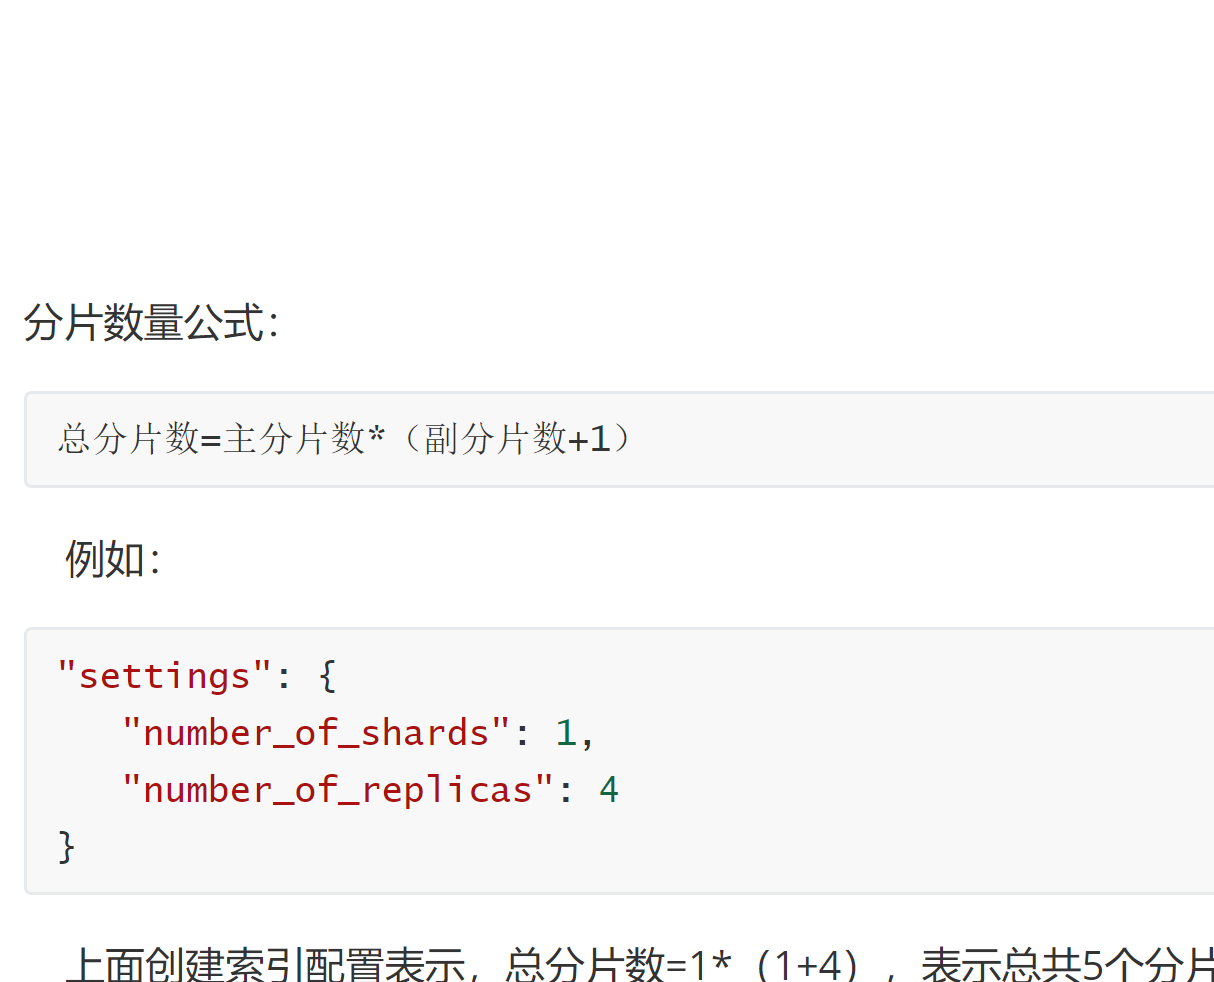 分片数量公式：
总分片数=主分片数*（副分片数+1）
例如：
"settings": {
"number_of_shards": 1,
"number_of_replicas": 4
}
上面创建索引配置表示，总分片数=1*（1+4），表示总共5个分片